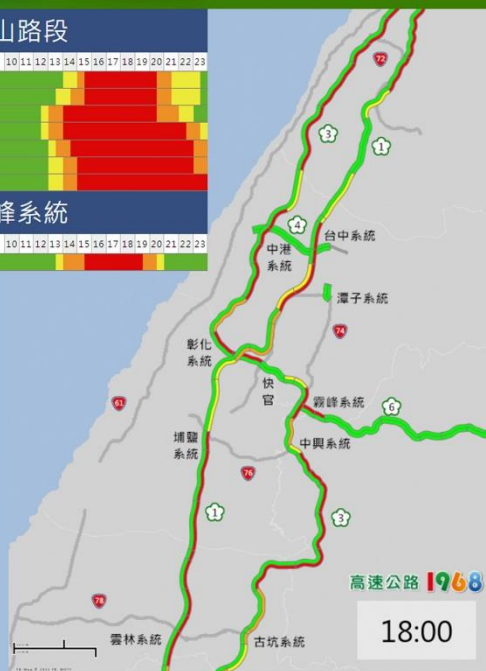 山路段
10 11 12 13 14 15 16 17 18 19 20 21 22 23
峰系統
10 11 12 13 14 15 16 17 18 19 20 21 22 23
72
3
1
4
台中系統
中港
系統
潭子系統
74
彰化
系統
快
官
61
霧峰系統
6
埔鹽
系統
中興系統
76
1
3
高速公路 1968
78
18:00
雲林系統
古坑系統